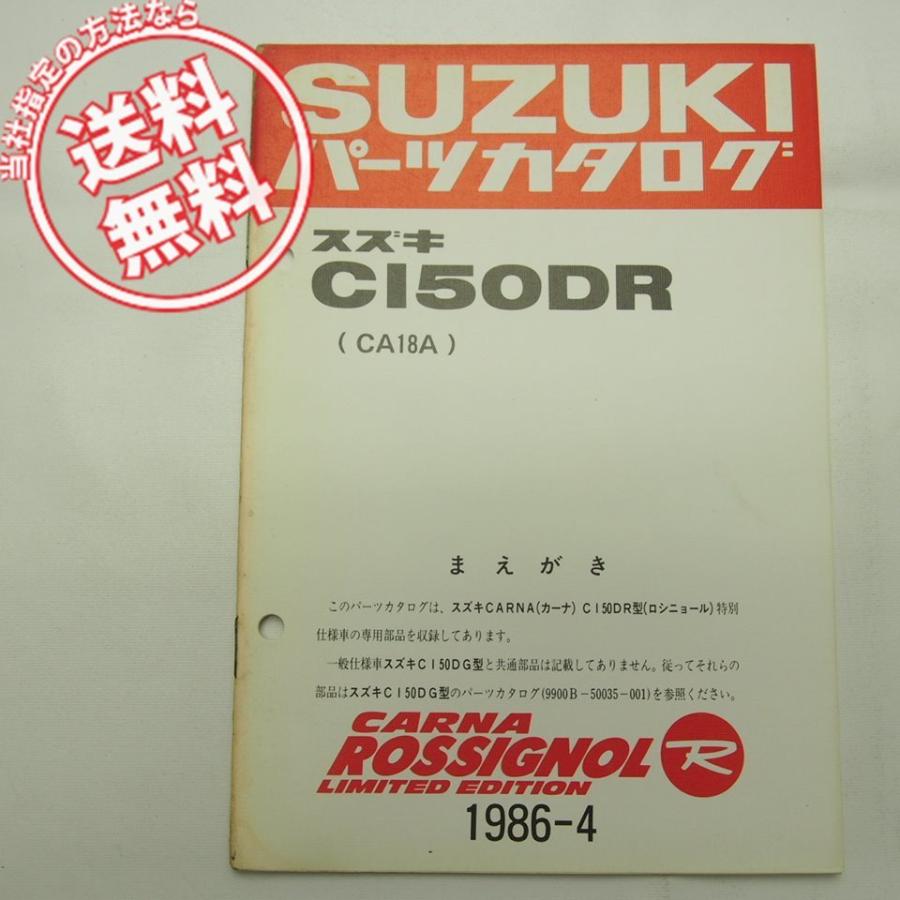 当社指定の方法なら
送料
無料
SUZUKI
パーツカタログ
スズキ
CI50DR
( CA18A )
まえがき
このパーツカタログは、スズキCARNA(カーナ) CI50DR型(ロシニョール)特別
仕様車の専用部品を収録してあります。
一般仕様車スズキCI50DG型と共通部品は記載してありません。従ってそれらの
部品はスズキCI50DG型のパーツカタログ(9900B-50035-001)を参照ください。
CARNA
ROSSIGNOL R
LIMITED EDITION
1986-4